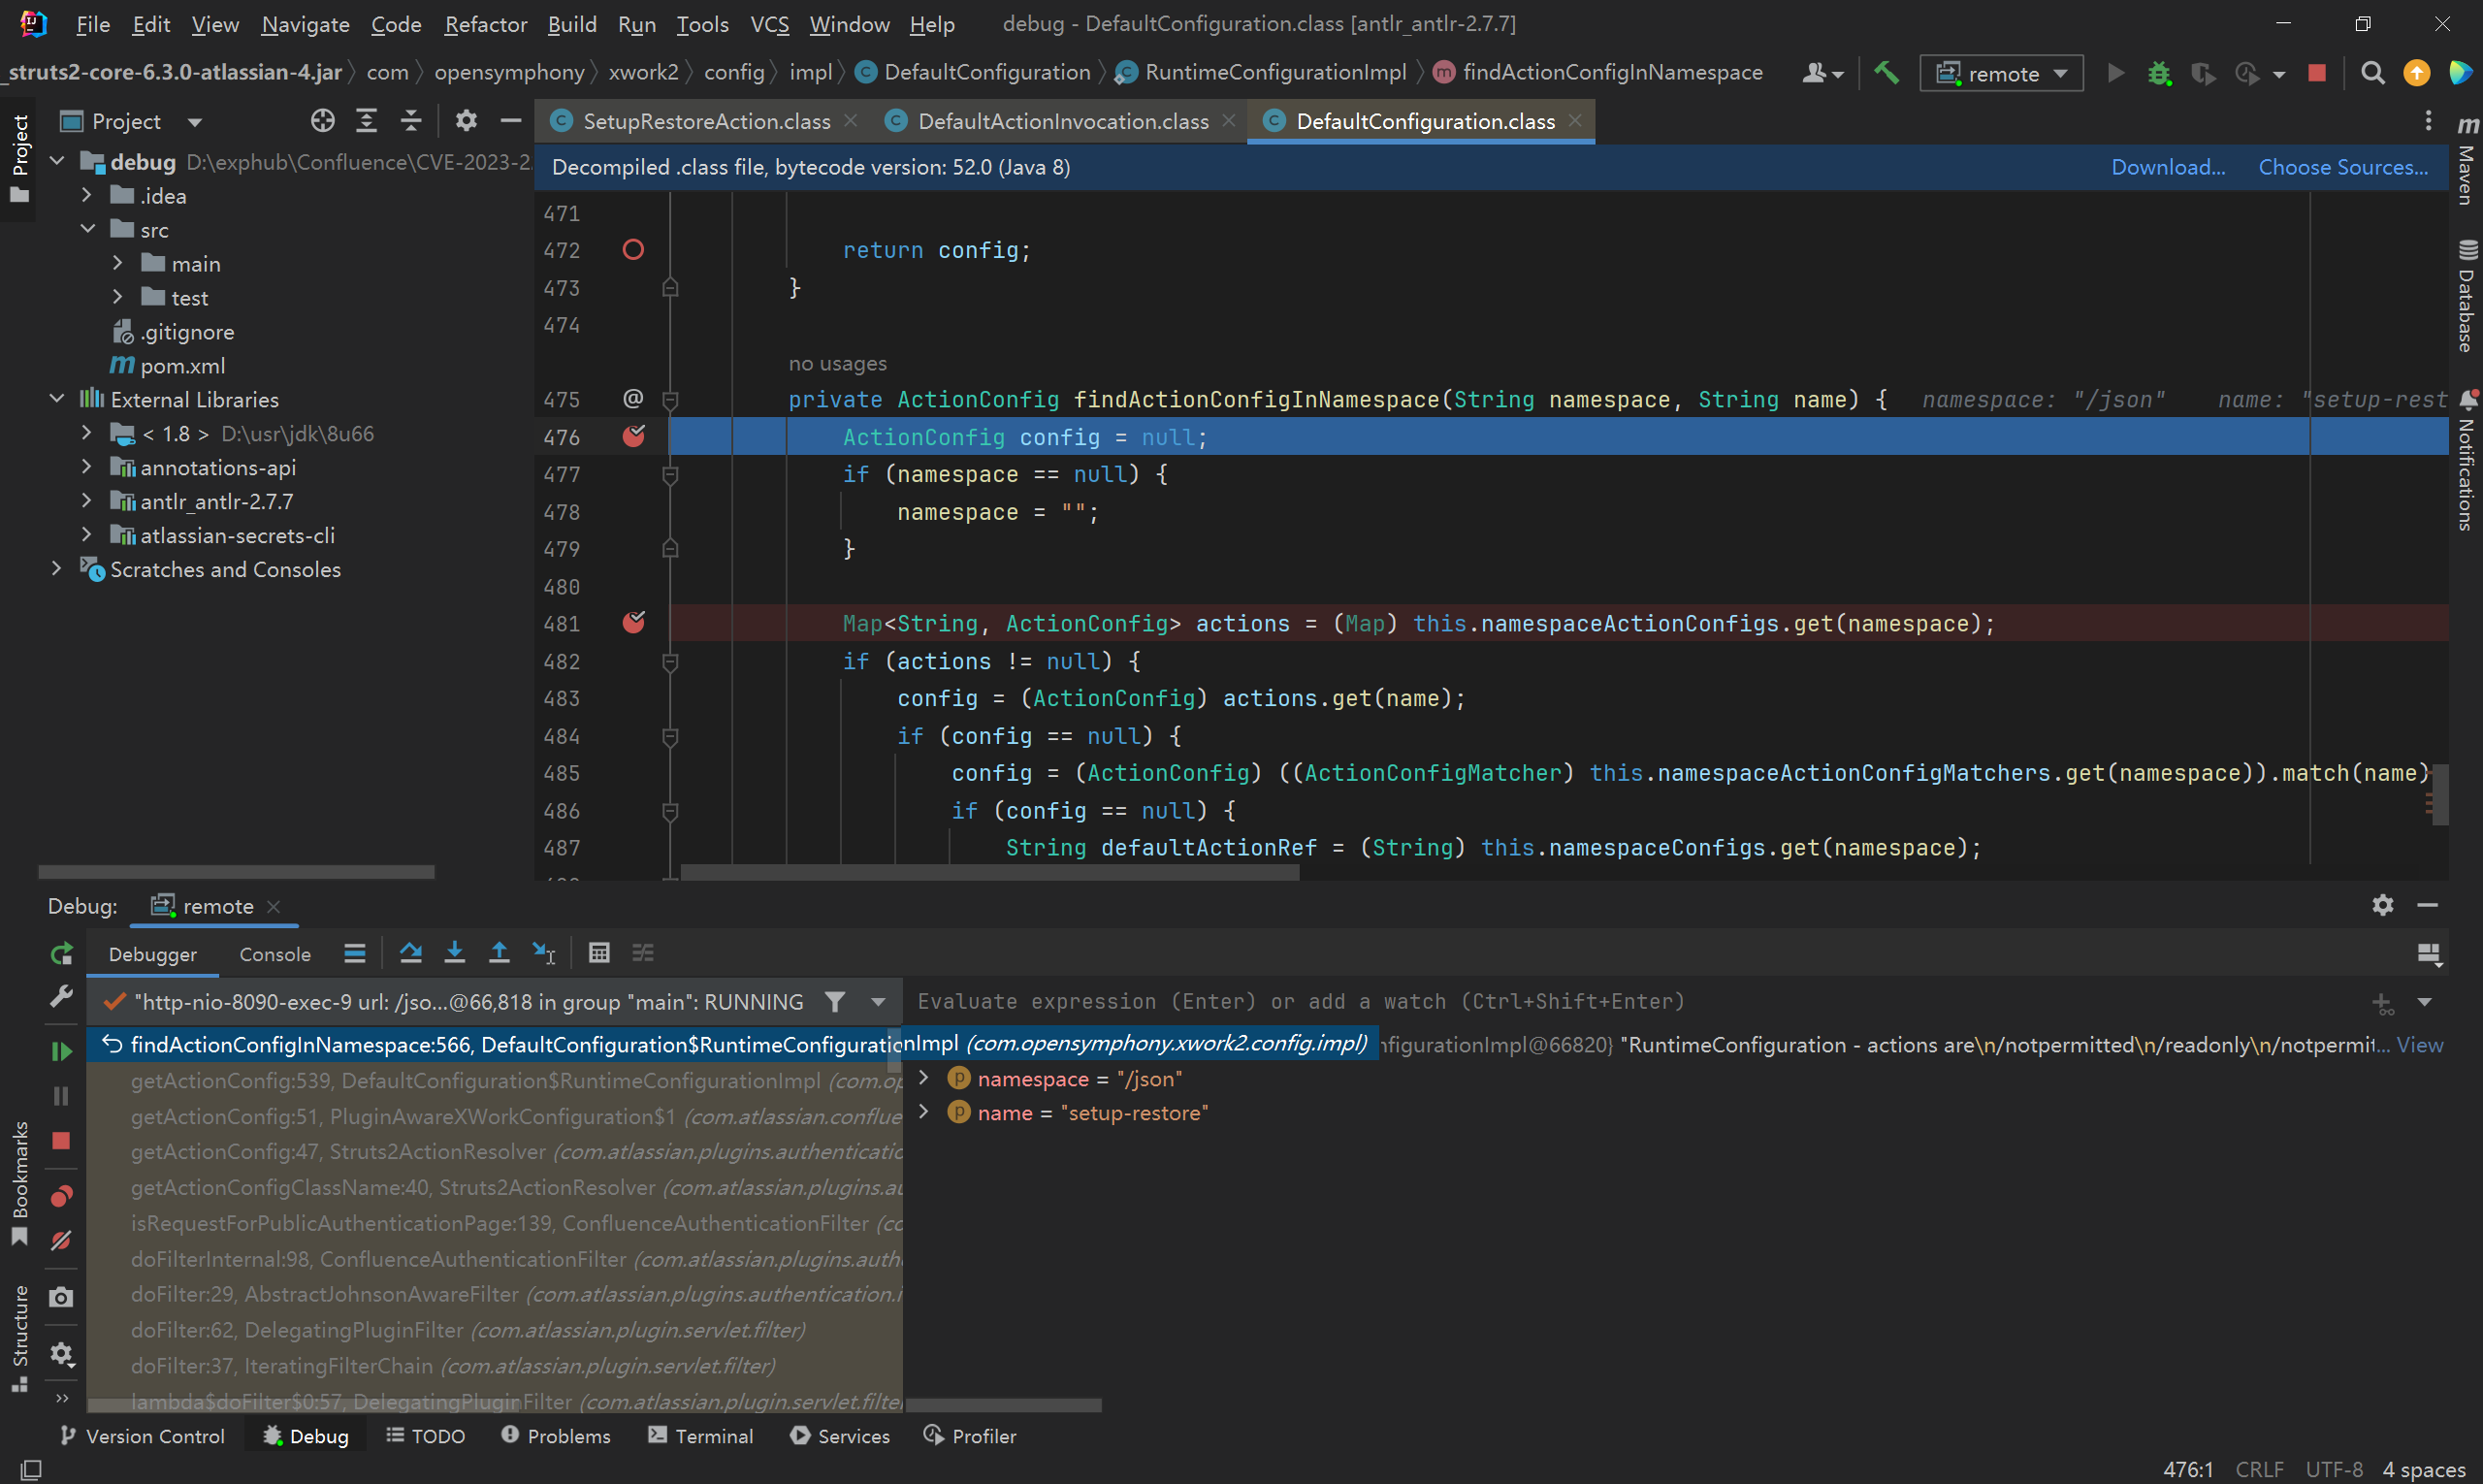 File Edit View Navigate Code Refactor Build Run Tools VCS Window Help debug - DefaultConfiguration.class [antlr_antlr-2.7.7]
_struts2-core-6.3.0-atlassian-4.jar com opensymphony xwork2 config impl DefaultConfiguration RuntimeConfigurationImpl findActionConfigInNamespace remote
Project
Project
SetupRestoreAction.class DefaultActionInvocation.class DefaultConfiguration.class
Decompiled .class file, bytecode version: 52.0 (Java 8) Download... Choose Sources...
debug D:\exphub\Confluence\CVE-2023-2
.idea
src
main
test
.gitignore
pom.xml
External Libraries
< 1.8 > D:\usr\jdk\8u66
annotations-api
antlr_antlr-2.7.7
atlassian-secrets-cli
Scratches and Consoles
471
472 return config;
473 }
474
no usages
475 @ private ActionConfig findActionConfigInNamespace(String namespace, String name) { namespace: "/json" name: "setup-rest
476 ActionConfig config = null;
477 if (namespace == null) {
478 namespace = "";
479 }
480
481 Map<String, ActionConfig> actions = (Map) this.namespaceActionConfigs.get(namespace);
482 if (actions != null) {
483 config = (ActionConfig) actions.get(name);
484 if (config == null) {
485 config = (ActionConfig) ((ActionConfigMatcher) this.namespaceActionConfigMatchers.get(namespace)).match(name)
486 if (config == null) {
487 String defaultActionRef = (String) this.namespaceConfigs.get(namespace);
Maven
Database
Notifications
Debug: remote
Debugger Console
"http-nio-8090-exec-9 url: /jso...@66,818 in group "main": RUNNING
Evaluate expression (Enter) or add a watch (Ctrl+Shift+Enter)
findActionConfigInNamespace:566, DefaultConfiguration$RuntimeConfigurationImpl (com.opensymphony.xwork2.config.impl)
figurationImpl@66820} "RuntimeConfiguration - actions are\n/notpermitted\n/readonly\n/notpermit... View
getActionConfig:539, DefaultConfiguration$RuntimeConfigurationImpl (com.op
getActionConfig:51, PluginAwareXWorkConfiguration$1 (com.atlassian.conflue
getActionConfig:47, Struts2ActionResolver (com.atlassian.plugins.authenticatio
getActionConfigClassName:40, Struts2ActionResolver (com.atlassian.plugins.au
isRequestForPublicAuthenticationPage:139, ConfluenceAuthenticationFilter (co
doFilterInternal:98, ConfluenceAuthenticationFilter (com.atlassian.plugins.auth
doFilter:29, AbstractJohnsonAwareFilter (com.atlassian.plugins.authentication.i
doFilter:62, DelegatingPluginFilter (com.atlassian.plugin.servlet.filter)
doFilter:37, IteratingFilterChain (com.atlassian.plugin.servlet.filter)
lambda$doFilter$0:57, DelegatingPluginFilter (com.atlassian.plugin.servlet.filte
namespace = "/json"
name = "setup-restore"
Bookmarks
Structure
Version Control Debug TODO Problems Terminal Services Profiler
476:1 CRLF UTF-8 4 spaces